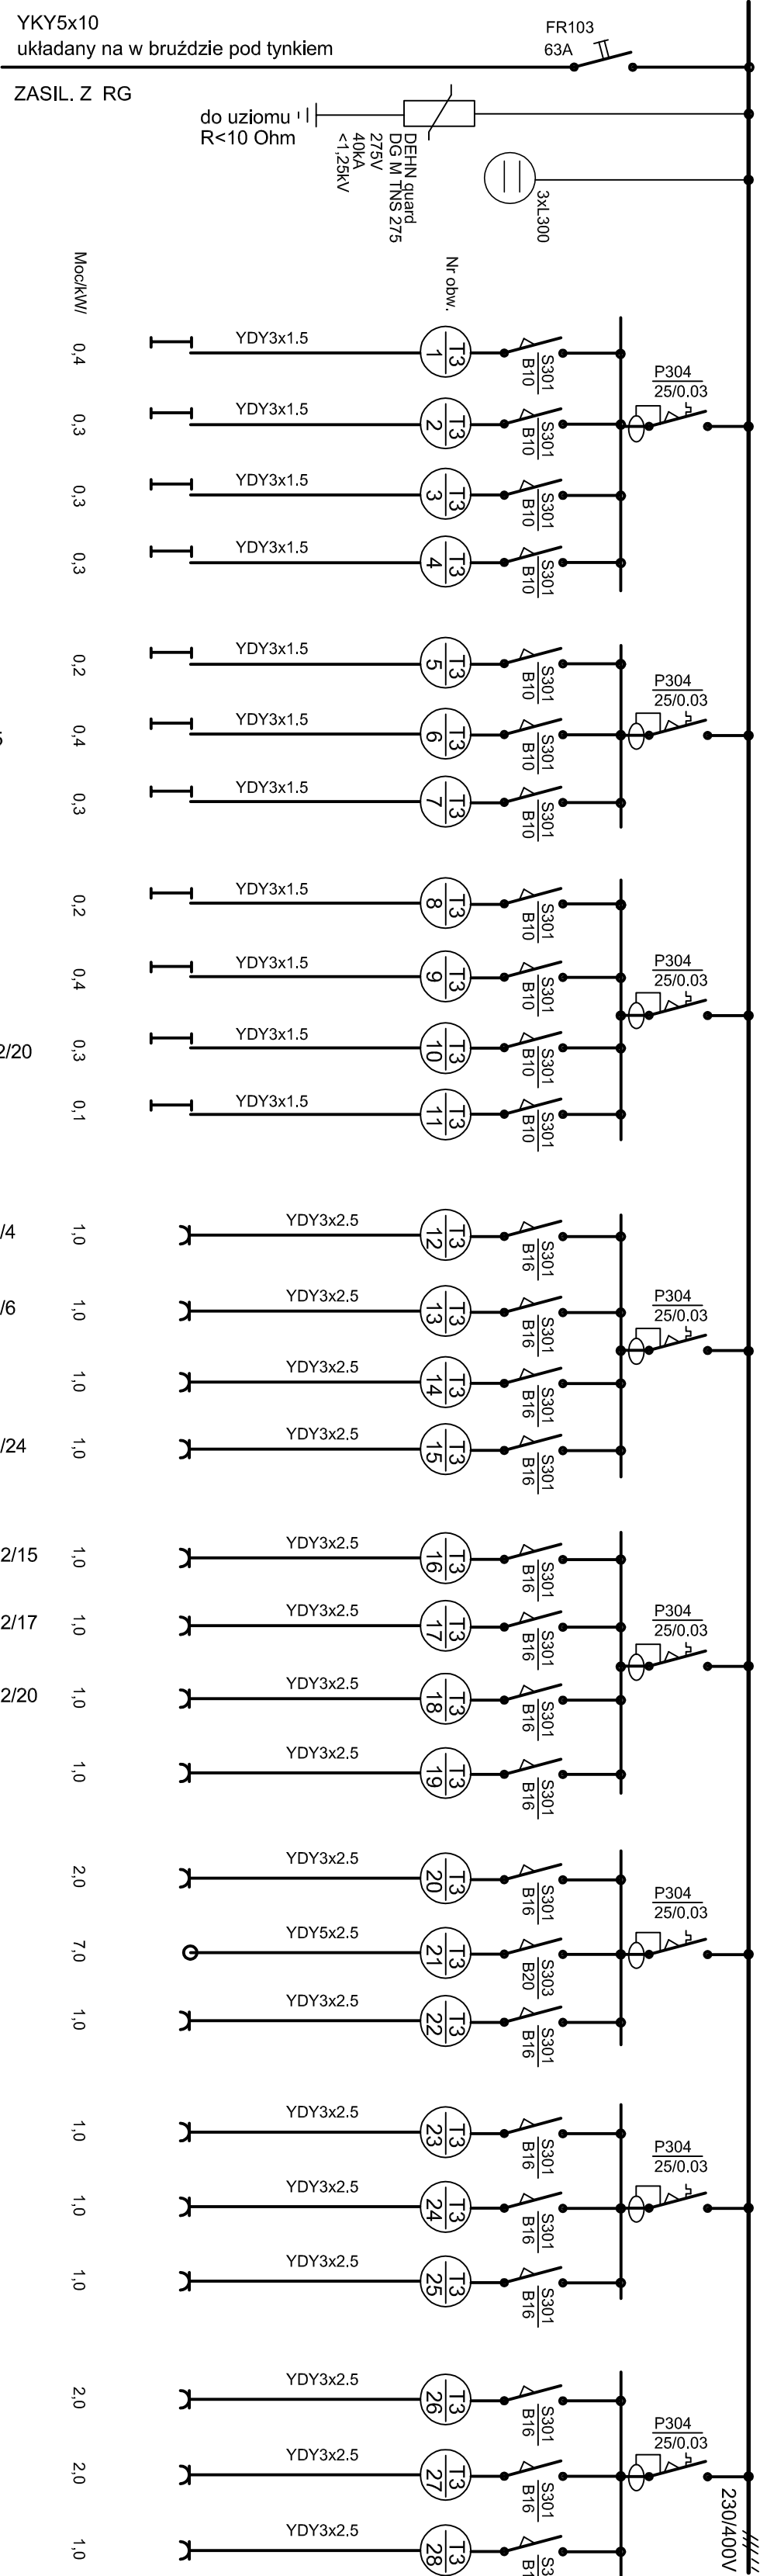 YKY5x10
układany na w bruździe pod tynkiem
FR103
63A
ZASIL. Z RG
do uziomu
R<10 Ohm
DEHN quard
DG M TNS 275
275V
40kA
<1,25kV
3xL300
Moc/kW/
Nr obw.
P304
25/0.03
0,4
YDY3x1.5
T3
1
S301
B10
0,3
YDY3x1.5
T3
2
S301
B10
0,3
YDY3x1.5
T3
3
S301
B10
0,3
YDY3x1.5
T3
4
S301
B10
P304
25/0.03
0,2
YDY3x1.5
T3
5
S301
B10
0,4
YDY3x1.5
T3
6
S301
B10
0,3
YDY3x1.5
T3
7
S301
B10
P304
25/0.03
0,2
YDY3x1.5
T3
8
S301
B10
0,4
YDY3x1.5
T3
9
S301
B10
2/20
0,3
YDY3x1.5
T3
10
S301
B10
0,1
YDY3x1.5
T3
11
S301
B10
P304
25/0.03
/4
1,0
YDY3x2.5
T3
12
S301
B16
/6
1,0
YDY3x2.5
T3
13
S301
B16
1,0
YDY3x2.5
T3
14
S301
B16
/24
1,0
YDY3x2.5
T3
15
S301
B16
P304
25/0.03
2/15
1,0
YDY3x2.5
T3
16
S301
B16
2/17
1,0
YDY3x2.5
T3
17
S301
B16
2/20
1,0
YDY3x2.5
T3
18
S301
B16
1,0
YDY3x2.5
T3
19
S301
B16
P304
25/0.03
2,0
YDY3x2.5
T3
20
S301
B16
7,0
YDY5x2.5
T3
21
S303
B20
1,0
YDY3x2.5
T3
22
S301
B16
P304
25/0.03
1,0
YDY3x2.5
T3
23
S301
B16
1,0
YDY3x2.5
T3
24
S301
B16
1,0
YDY3x2.5
T3
25
S301
B16
P304
25/0.03
2,0
YDY3x2.5
T3
26
S301
B16
2,0
YDY3x2.5
T3
27
S301
B16
230/400V
1,0
YDY3x2.5
T3
28